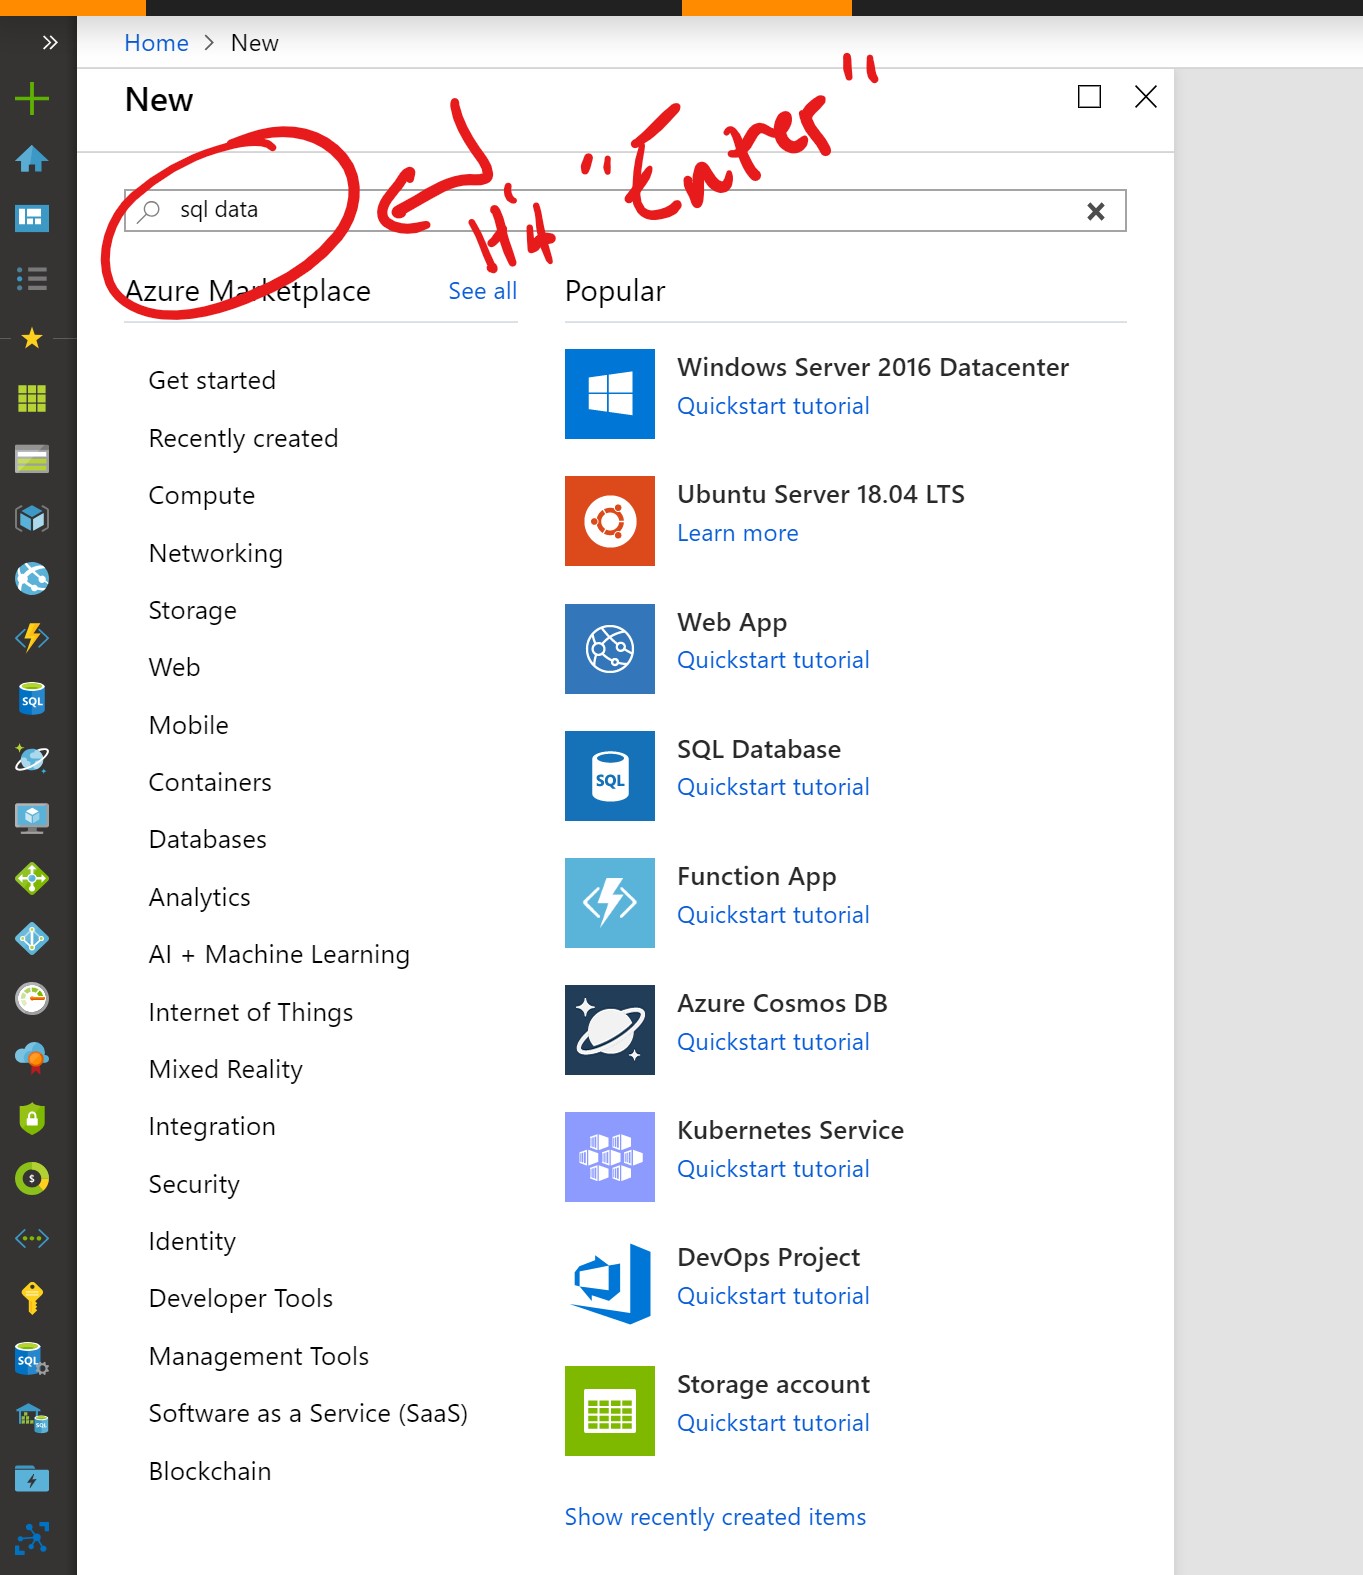 Home > New
New
Hit "Enter"
sql data
Azure Marketplace See all
Get started
Recently created
Compute
Networking
Storage
Web
Mobile
Containers
Databases
Analytics
AI + Machine Learning
Internet of Things
Mixed Reality
Integration
Security
Identity
Developer Tools
Management Tools
Software as a Service (SaaS)
Blockchain
Popular
Windows Server 2016 Datacenter
Quickstart tutorial
Ubuntu Server 18.04 LTS
Learn more
Web App
Quickstart tutorial
SQL Database
Quickstart tutorial
SQL
Function App
Quickstart tutorial
Azure Cosmos DB
Quickstart tutorial
Kubernetes Service
Quickstart tutorial
DevOps Project
Quickstart tutorial
Storage account
Quickstart tutorial
Show recently created items
SQL
$
SQL
SQL